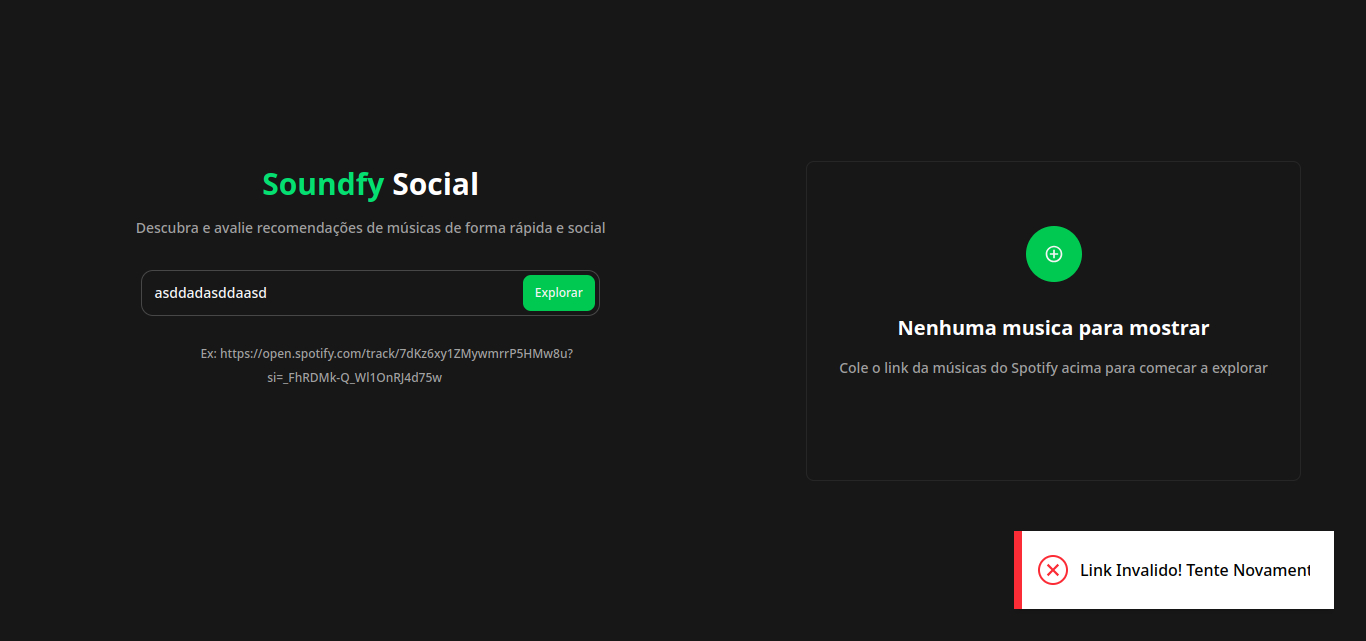 Soundfy Social
Descubra e avalie recomendações de músicas de forma rápida e social
asddadasddaasd
Explorar
Ex: https://open.spotify.com/track/7dKz6xy1ZMywmrrP5HMw8u?
si=_FhRDMk-Q_Wl1OnRJ4d75w
Nenhuma musica para mostrar
Cole o link da músicas do Spotify acima para comecar a explorar
Link Invalido! Tente Novament